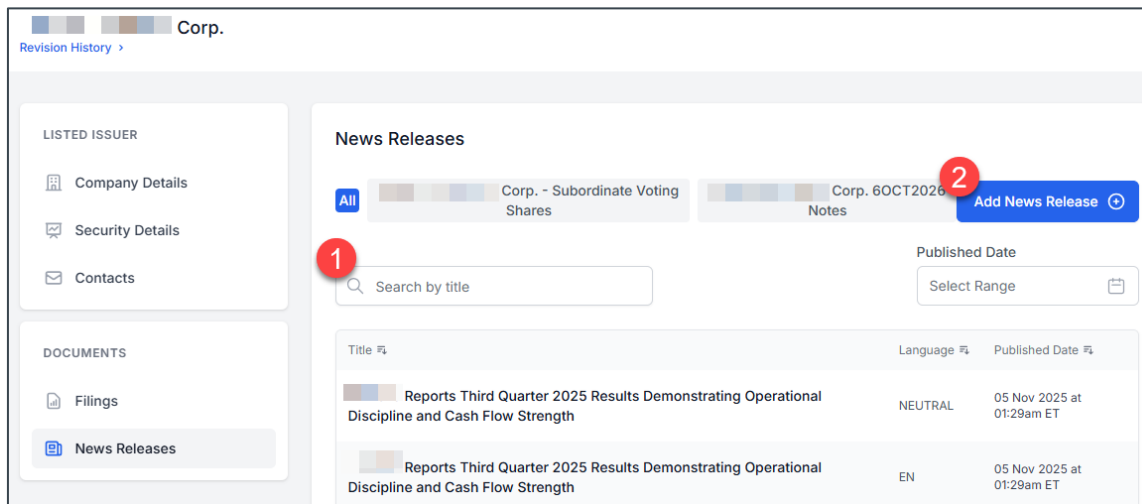 Corp.
Revision History >
LISTED ISSUER
Company Details
Security Details
Contacts
DOCUMENTS
Filings
News Releases
News Releases
All
Corp. - Subordinate Voting
Shares
Corp. 6OCT2026
Notes
2
Add News Release
1
Search by title
Published Date
Select Range
Title
Language
Published Date
Reports Third Quarter 2025 Results Demonstrating Operational
Discipline and Cash Flow Strength
NEUTRAL
05 Nov 2025 at
01:29am ET
Reports Third Quarter 2025 Results Demonstrating Operational
Discipline and Cash Flow Strength
EN
05 Nov 2025 at
01:29am ET